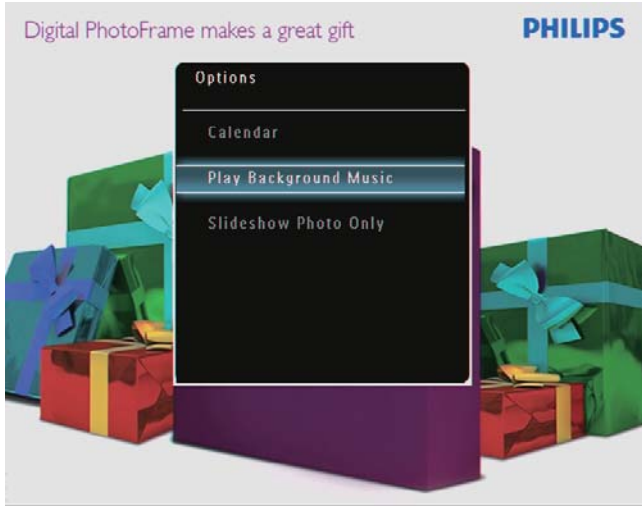 Digital PhotoFrame makes a great gift
PHILIPS
Options
Calendar
Play Background Music
Slideshow Photo Only